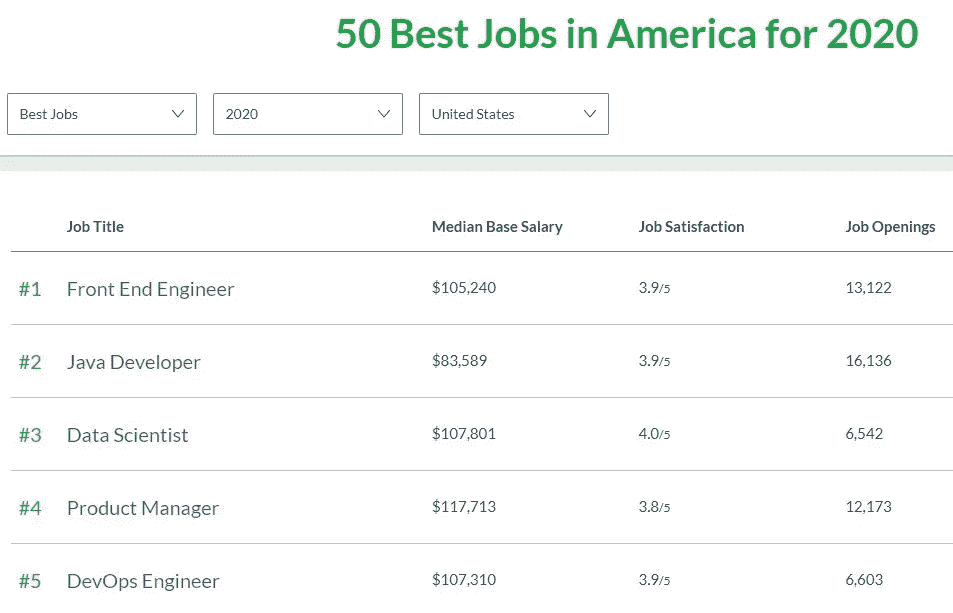 50 Best Jobs in America for 2020
Best Jobs 2020 United States
Job Title Median Base Salary Job Satisfaction Job Openings
#1 Front End Engineer $105,240 3.9/5 13,122
#2 Java Developer $83,589 3.9/5 16,136
#3 Data Scientist $107,801 4.0/5 6,542
#4 Product Manager $117,713 3.8/5 12,173
#5 DevOps Engineer $107,310 3.9/5 6,603